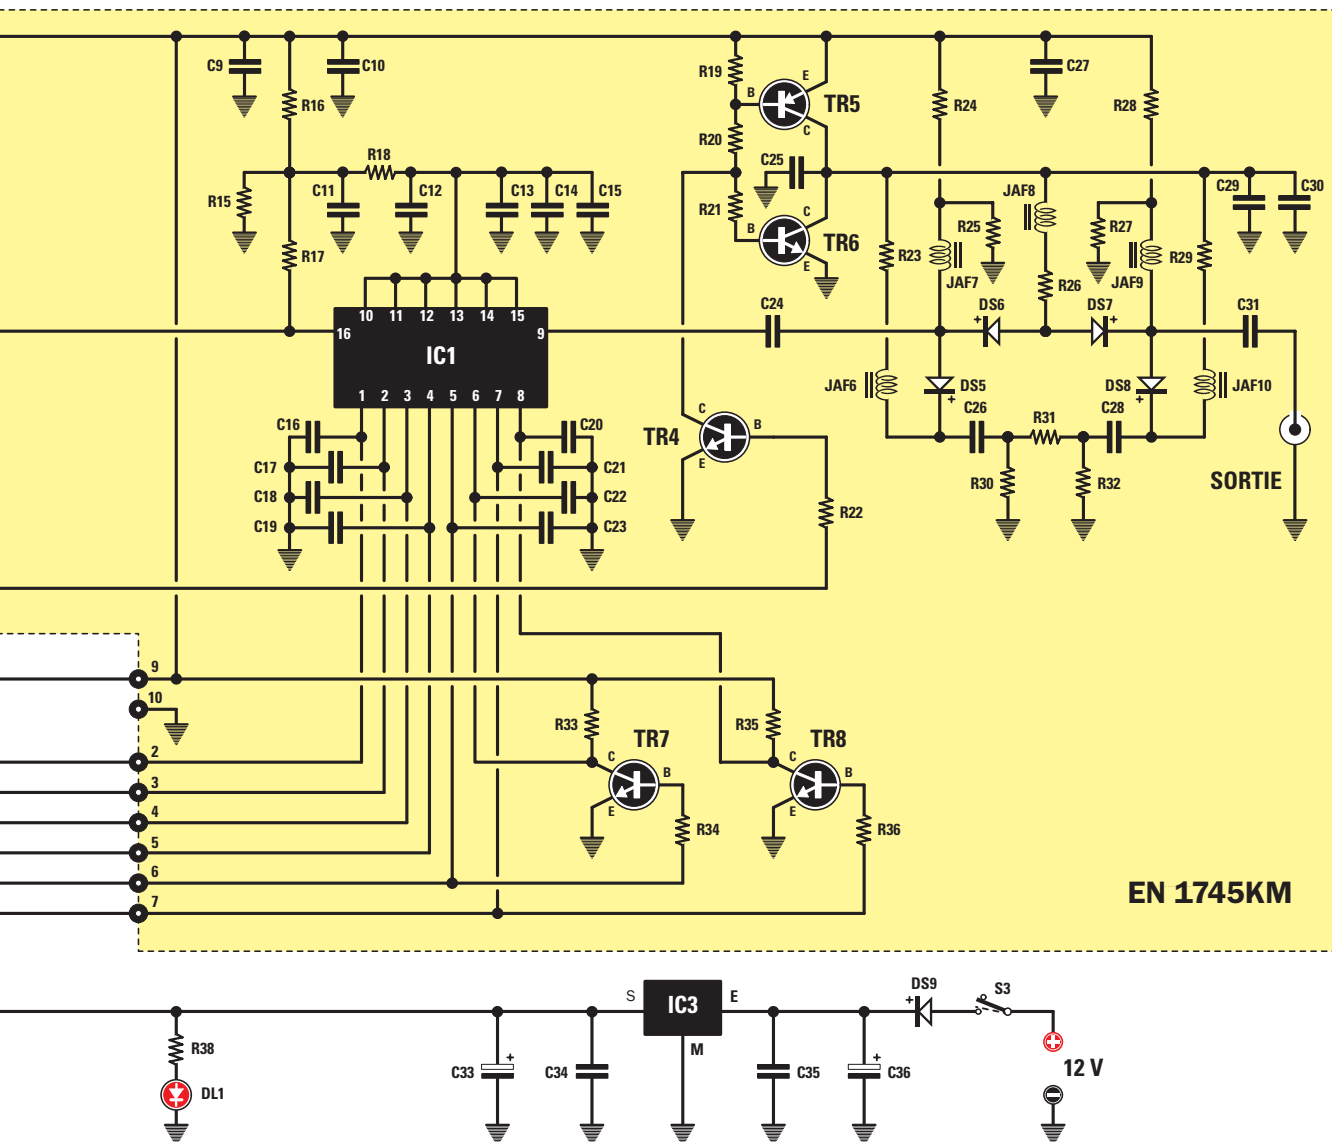 C9
C10
R16
R19
B
E
C
TR5
R24
C27
R28
R18
R20
C25
R15
C11
C12
C13
C14
C15
R21
B
C
E
TR6
R25
JAF8
R27
C29
C30
R17
R23
JAF7
R26
JAF9
R29
10 11 12 13 14 15
16
IC1
9
C24
DS6
+
DS7
+
C31
1 2 3 4 5 6 7 8
JAF6
DS5
+
DS8
+
JAF10
C16
C20
TR4
C
B
E
C26
R31
C28
C17
C21
C18
C22
R30
R32
SORTIE
C19
C23
R22
9
10
2
3
4
5
6
7
R33
TR7
C
B
E
R34
R35
TR8
C
B
E
R36
EN 1745KM
S
IC3
E
M
DS9
+
S3
R38
DL1
C33
+
C34
C35
C36
+
+
12 V
−